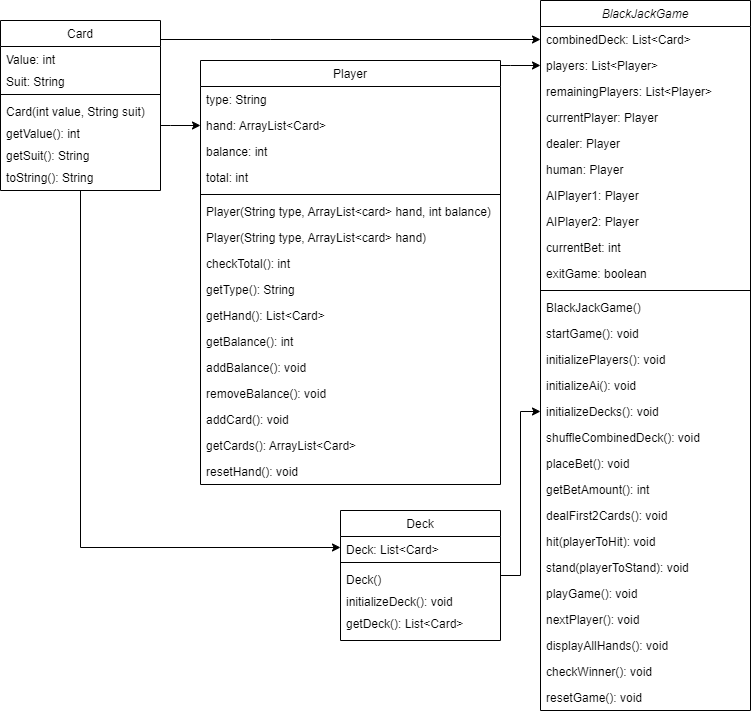 Card
Value: int
Suit: String
Card(int value, String suit)
getValue(): int
getSuit(): String
toString(): String
Player
type: String
hand: ArrayList<Card>
balance: int
total: int
Player(String type, ArrayList<card> hand, int balance)
Player(String type, ArrayList<card> hand)
checkTotal(): int
getType(): String
getHand(): List<Card>
getBalance(): int
addBalance(): void
removeBalance(): void
addCard(): void
getCards(): ArrayList<Card>
resetHand(): void
Deck
Deck: List<Card>
Deck()
initializeDeck(): void
getDeck(): List<Card>
BlackJackGame
combinedDeck: List<Card>
players: List<Player>
remainingPlayers: List<Player>
currentPlayer: Player
dealer: Player
human: Player
AIPlayer1: Player
AIPlayer2: Player
currentBet: int
exitGame: boolean
BlackJackGame()
startGame(): void
initializePlayers(): void
initializeAi(): void
initializeDecks(): void
shuffleCombinedDeck(): void
placeBet(): void
getBetAmount(): int
dealFirst2Cards(): void
hit(playerToHit): void
stand(playerToStand): void
playGame(): void
nextPlayer(): void
displayAllHands(): void
checkWinner(): void
resetGame(): void